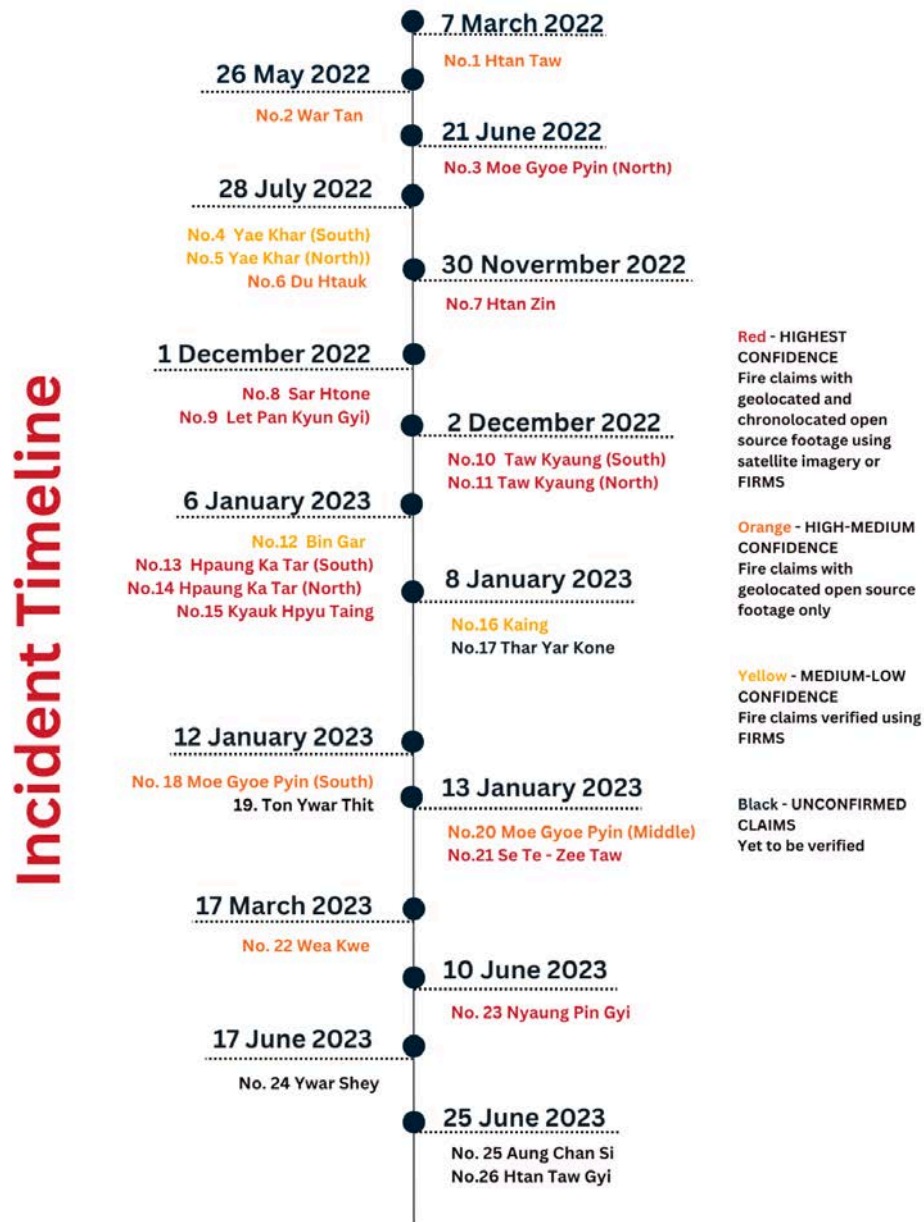 Incident Timeline
7 March 2022
No.1 Htan Taw
26 May 2022
No.2 War Tan
21 June 2022
No.3 Moe Gyoe Pyin (North)
28 July 2022
No.4 Yae Khar (South)
No.5 Yae Khar (North))
No.6 Du Htauk
30 Novermber 2022
No.7 Htan Zin
1 December 2022
No.8 Sar Htone
No.9 Let Pan Kyun Gyi)
2 December 2022
No.10 Taw Kyaung (South)
No.11 Taw Kyaung (North)
6 January 2023
No.12 Bin Gar
No.13 Hpaung Ka Tar (South)
No.14 Hpaung Ka Tar (North)
No.15 Kyauk Hpyu Taing
8 January 2023
No.16 Kaing
No.17 Thar Yar Kone
12 January 2023
No. 18 Moe Gyoe Pyin (South)
19. Ton Ywar Thit
13 January 2023
No.20 Moe Gyoe Pyin (Middle)
No.21 Se Te - Zee Taw
17 March 2023
No. 22 Wea Kwe
10 June 2023
No. 23 Nyaung Pin Gyi
17 June 2023
No. 24 Ywar Shey
25 June 2023
No. 25 Aung Chan Si
No.26 Htan Taw Gyi
Red - HIGHEST
CONFIDENCE
Fire claims with
geolocated and
chronolocated open
source footage using
satellite imagery or
FIRMS
Orange - HIGH-MEDIUM
CONFIDENCE
Fire claims with
geolocated open source
footage only
Yellow - MEDIUM-LOW
CONFIDENCE
Fire claims verified using
FIRMS
Black - UNCONFIRMED
CLAIMS
Yet to be verified